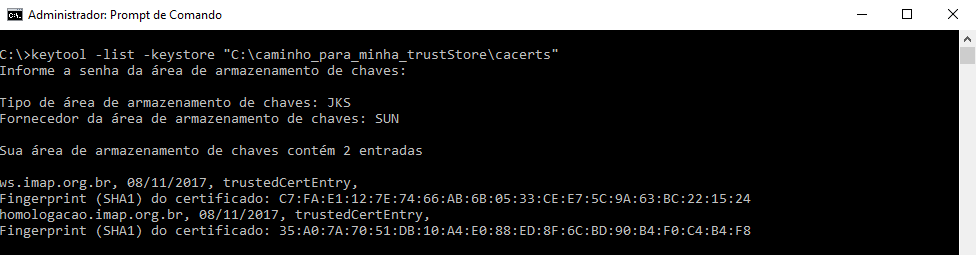 Administrador: Prompt de Comando
C:\>keytool -list -keystore "C:\caminho_para_minha_trustStore\cacerts"
Informe a senha da área de armazenamento de chaves:
Tipo de área de armazenamento de chaves: JKS
Fornecedor da área de armazenamento de chaves: SUN
Sua área de armazenamento de chaves contém 2 entradas
ws.imap.org.br, 08/11/2017, trustedCertEntry,
Fingerprint (SHA1) do certificado: C7:FA:E1:12:7E:74:66:AB:6B:05:33:CE:E7:5C:9A:63:BC:22:15:24
homologacao.imap.org.br, 08/11/2017, trustedCertEntry,
Fingerprint (SHA1) do certificado: 35:A0:7A:70:51:DB:10:A4:E0:88:ED:8F:6C:BD:90:B4:F0:C4:B4:F8